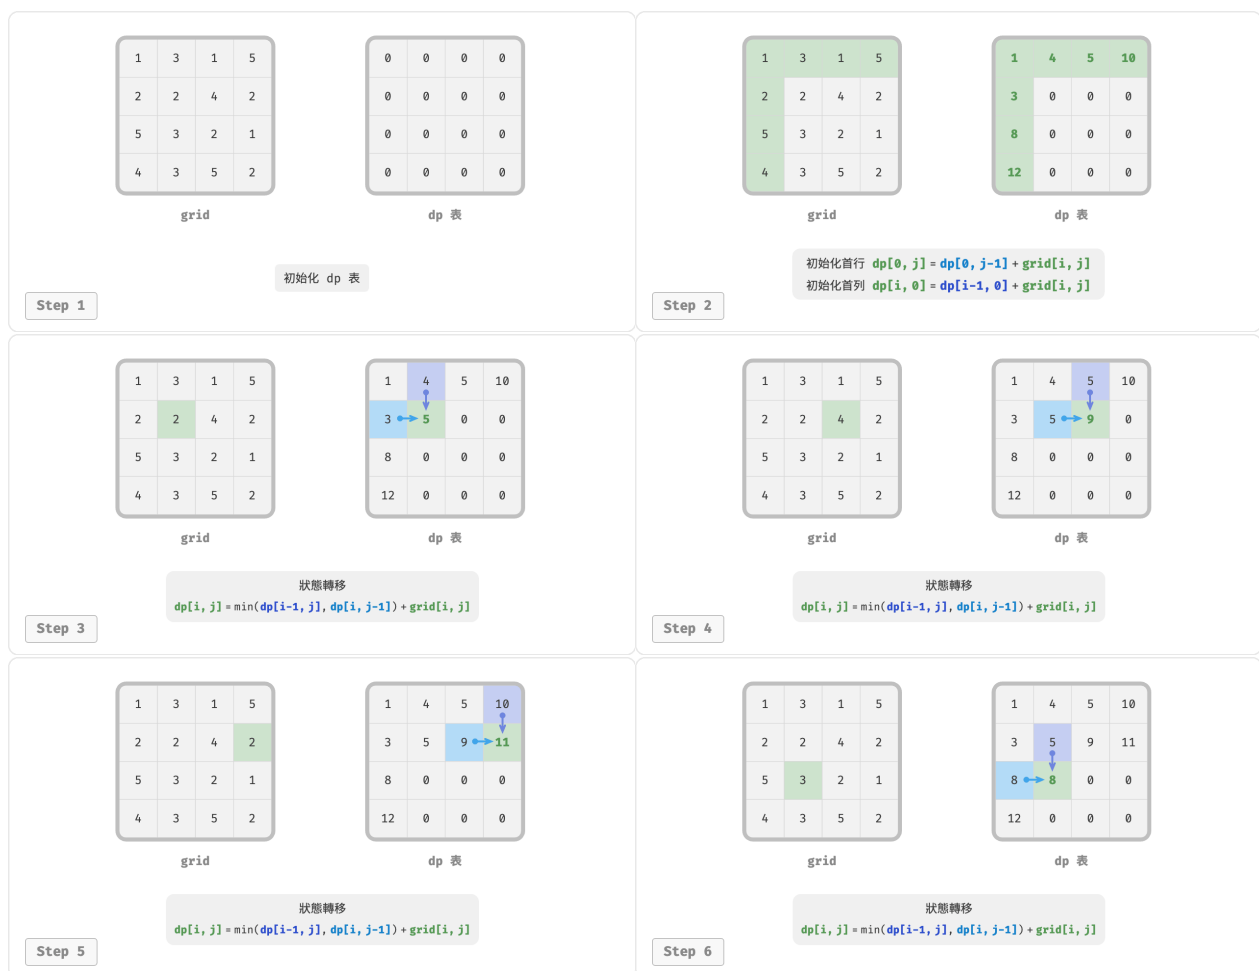 1 3 1 5
2 2 4 2
5 3 2 1
4 3 5 2
grid
0 0 0 0
0 0 0 0
0 0 0 0
0 0 0 0
dp 表
初始化 dp 表
Step 1
1 3 1 5
2 2 4 2
5 3 2 1
4 3 5 2
grid
1 4 5 10
3 0 0 0
8 0 0 0
12 0 0 0
dp 表
初始化首行 dp[0, j] = dp[0, j-1] + grid[i, j]
初始化首列 dp[i, 0] = dp[i-1, 0] + grid[i, j]
Step 2
1 3 1 5
2 2 4 2
5 3 2 1
4 3 5 2
grid
1 4 5 10
3 5 0 0
8 0 0 0
12 0 0 0
dp 表
狀態轉移
dp[i, j] = min(dp[i-1, j], dp[i, j-1]) + grid[i, j]
Step 3
1 3 1 5
2 2 4 2
5 3 2 1
4 3 5 2
grid
1 4 5 10
3 5 9 0
8 0 0 0
12 0 0 0
dp 表
狀態轉移
dp[i, j] = min(dp[i-1, j], dp[i, j-1]) + grid[i, j]
Step 4
1 3 1 5
2 2 4 2
5 3 2 1
4 3 5 2
grid
1 4 5 10
3 5 9 11
8 0 0 0
12 0 0 0
dp 表
狀態轉移
dp[i, j] = min(dp[i-1, j], dp[i, j-1]) + grid[i, j]
Step 5
1 3 1 5
2 2 4 2
5 3 2 1
4 3 5 2
grid
1 4 5 10
3 5 9 11
8 8 0 0
12 0 0 0
dp 表
狀態轉移
dp[i, j] = min(dp[i-1, j], dp[i, j-1]) + grid[i, j]
Step 6